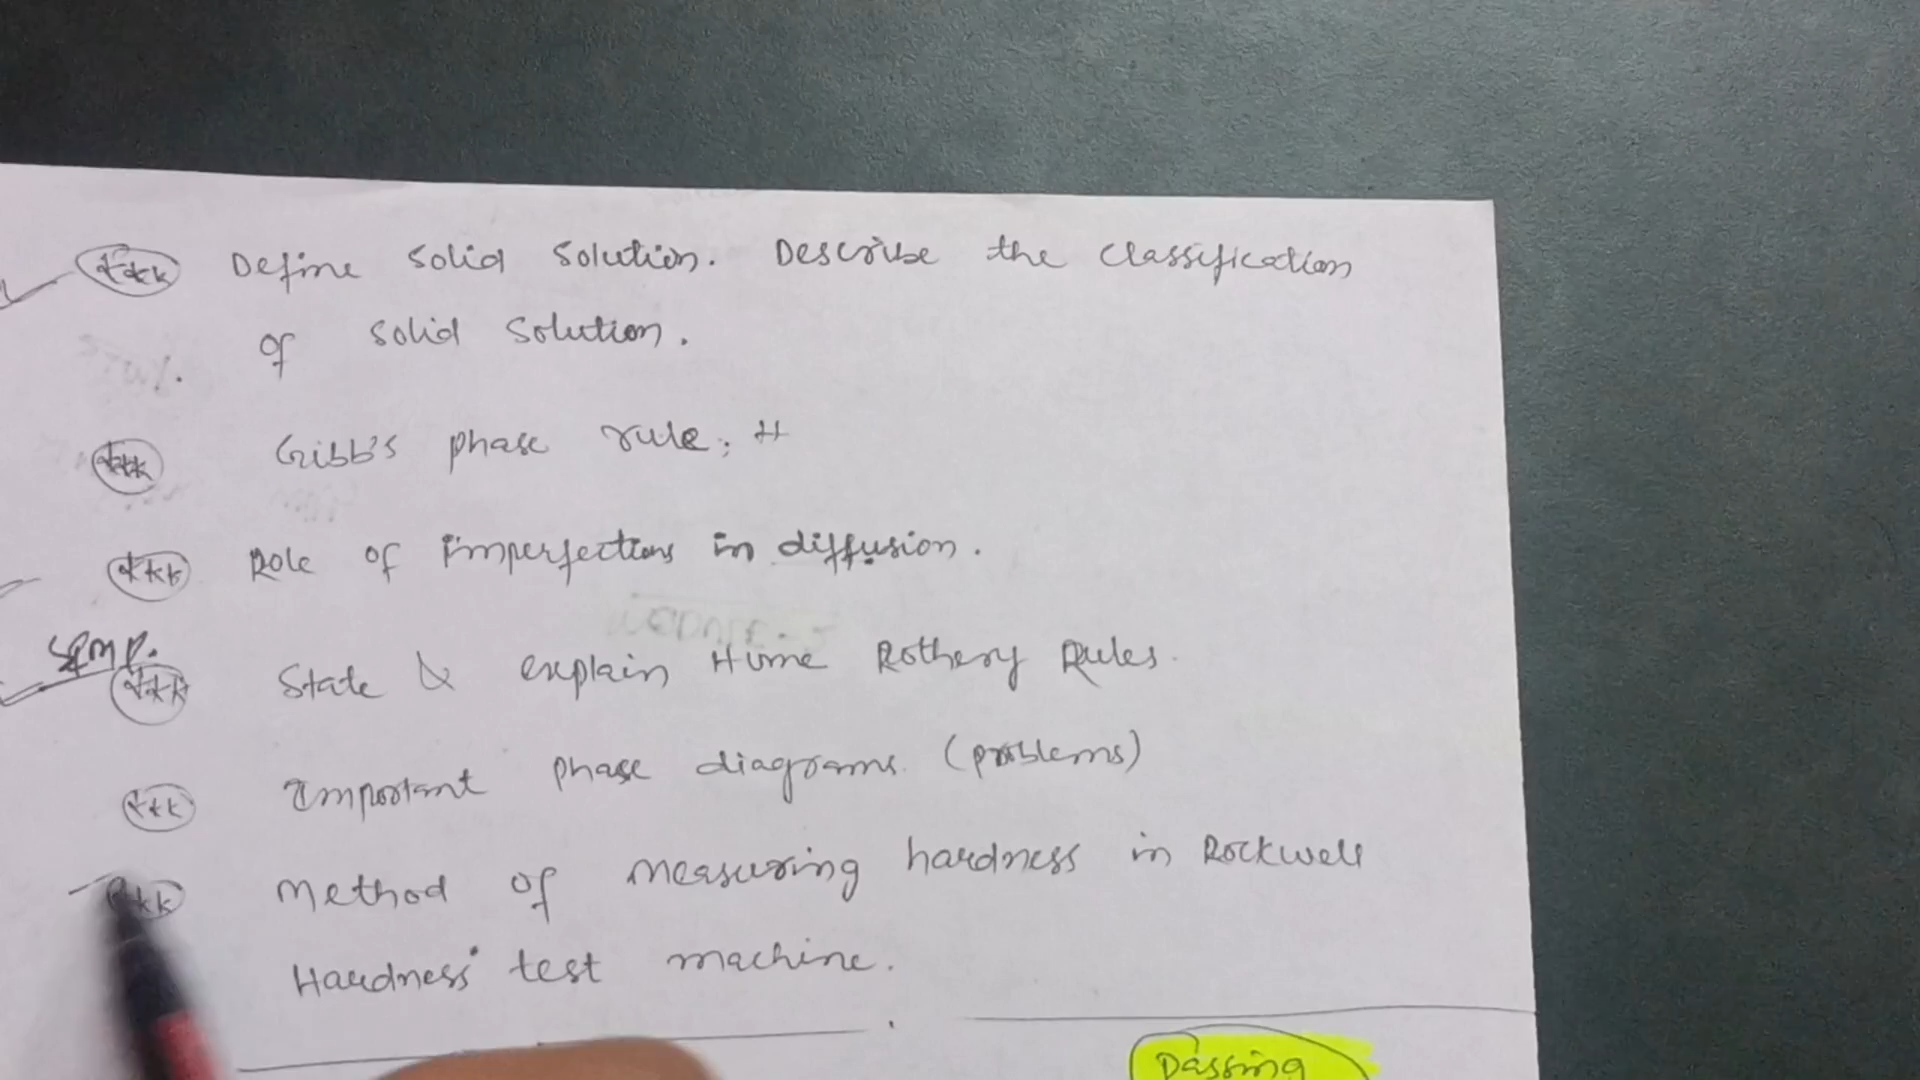 *** Define Solid Solution. Describe the Classification
of Solid Solution.
*** Gibb's phase rule.
*** Role of Imperfections in diffusion.
Imp.
*** State & explain Hume Rothery Rules.
*** Important phase diagrams. (problems)
*** Method of measuring hardness in Rockwell
Hardness test machine.
Passing